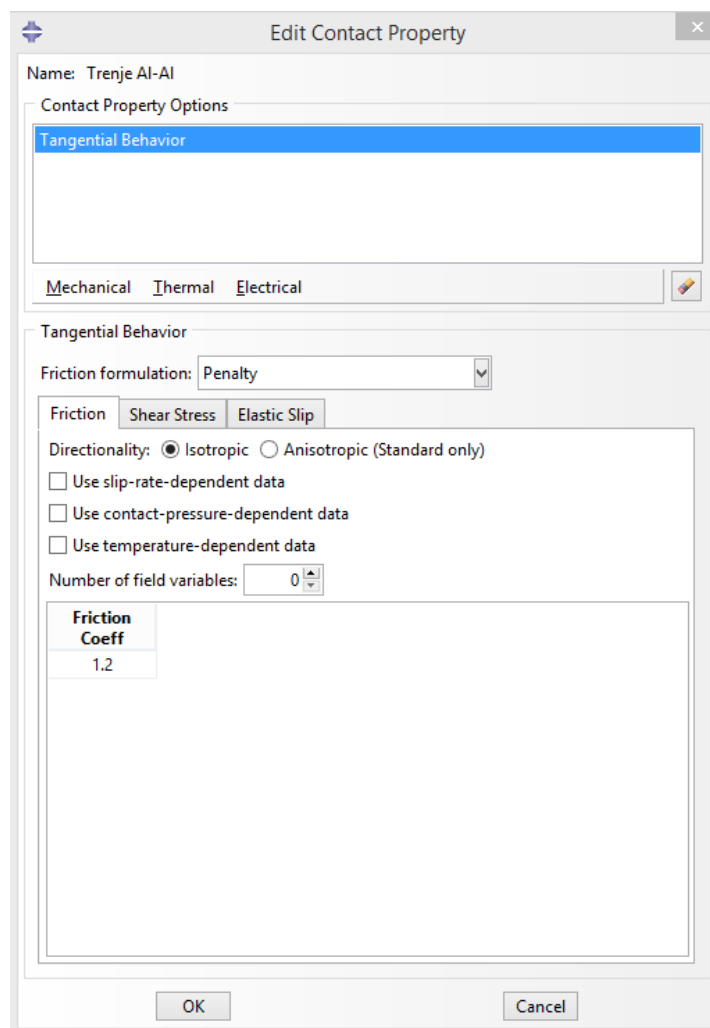 Edit Contact Property
Name: Trenje Al-Al
Contact Property Options
Tangential Behavior
Mechanical Thermal Electrical
Tangential Behavior
Friction formulation: Penalty
Friction Shear Stress Elastic Slip
Directionality: Isotropic Anisotropic (Standard only)
Use slip-rate-dependent data
Use contact-pressure-dependent data
Use temperature-dependent data
Number of field variables: 0
Friction
Coeff
1.2
OK Cancel